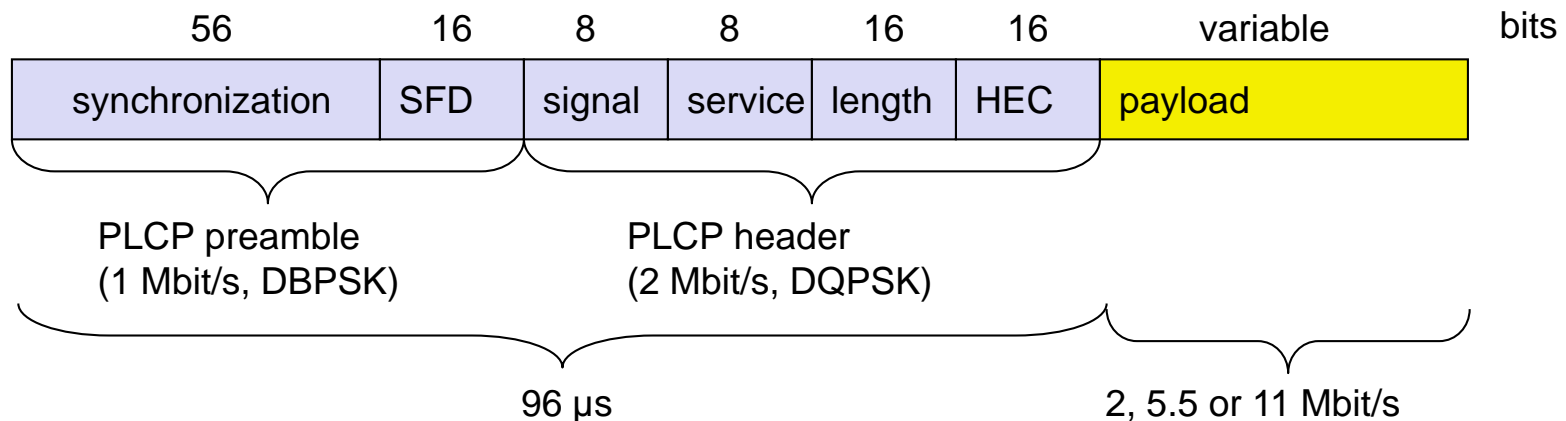 56 16 8 8 16 16 variable bits
synchronization SFD signal service length HEC payload
PLCP preamble PLCP header
(1 Mbit/s, DBPSK) (2 Mbit/s, DQPSK)
96 µs 2, 5.5 or 11 Mbit/s